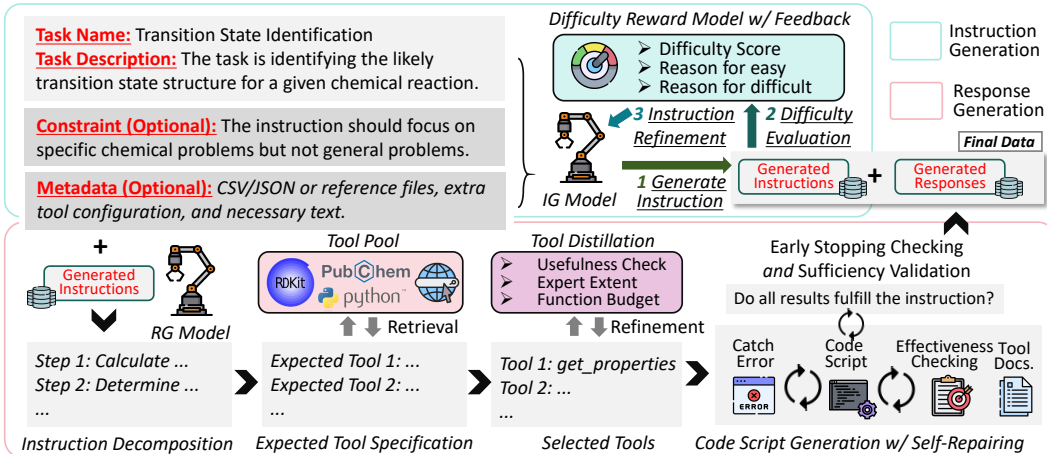 Task Name: Transition State Identification
Task Description: The task is identifying the likely
transition state structure for a given chemical reaction.
Constraint (Optional): The instruction should focus on
specific chemical problems but not general problems.
Metadata (Optional): CSV/JSON or reference files, extra
tool configuration, and necessary text.
Difficulty Reward Model w/ Feedback
➢ Difficulty Score
➢ Reason for easy
➢ Reason for difficult
3 Instruction
Refinement
2 Difficulty
Evaluation
IG Model
1 Generate
Instruction
Generated
Instructions
+
Generated
Responses
Final Data
Instruction
Generation
Response
Generation
+
Generated
Instructions
RG Model
Step 1: Calculate ...
Step 2: Determine ...
...
Instruction Decomposition
Tool Pool
RDKit
PubChem
python™
Retrieval
Expected Tool 1: ...
Expected Tool 2: ...
...
Expected Tool Specification
Tool Distillation
➢ Usefulness Check
➢ Expert Extent
➢ Function Budget
Refinement
Tool 1: get_properties
Tool 2: ...
...
Selected Tools
Early Stopping Checking
and Sufficiency Validation
Do all results fulfill the instruction?
Catch
Error
ERROR
Code
Script
Effectiveness
Checking
Tool
Docs.
Code Script Generation w/ Self-Repairing